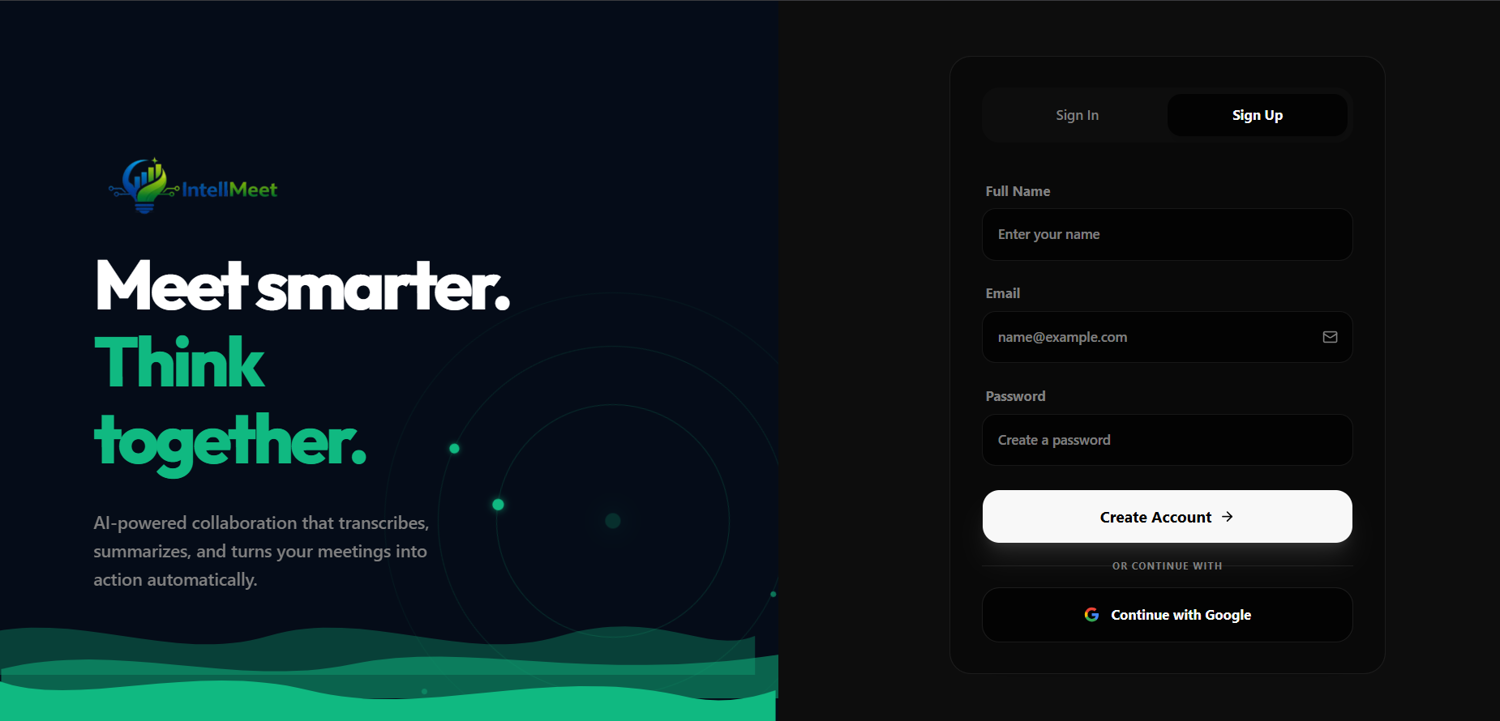 IntellMeet
Meet smarter.
Think
together.
AI-powered collaboration that transcribes,
summarizes, and turns your meetings into
action automatically.
Sign In
Sign Up
Full Name
Enter your name
Email
name@example.com
Password
Create a password
Create Account →
OR CONTINUE WITH
Continue with Google